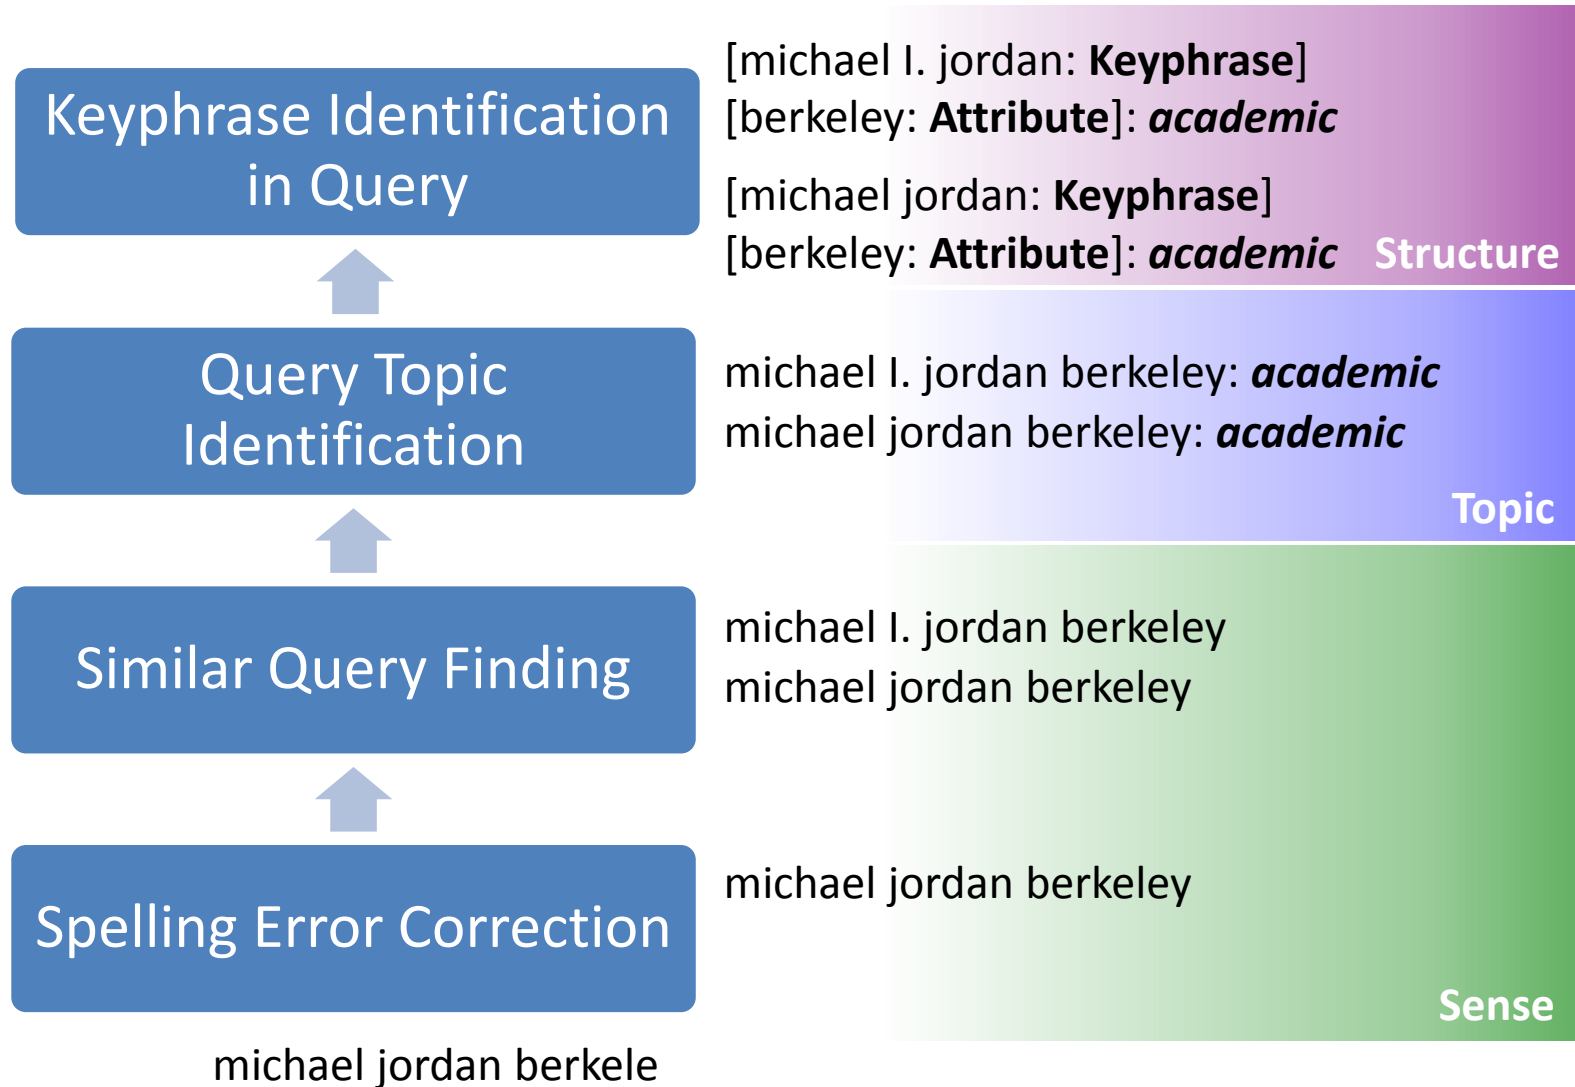 Keyphrase Identification
in Query
[michael I. jordan: Keyphrase]
[berkeley: Attribute]: academic
[michael jordan: Keyphrase]
[berkeley: Attribute]: academic
Structure
Query Topic
Identification
michael I. jordan berkeley: academic
michael jordan berkeley: academic
Topic
Similar Query Finding
michael I. jordan berkeley
michael jordan berkeley
Spelling Error Correction
michael jordan berkeley
Sense
michael jordan berkele